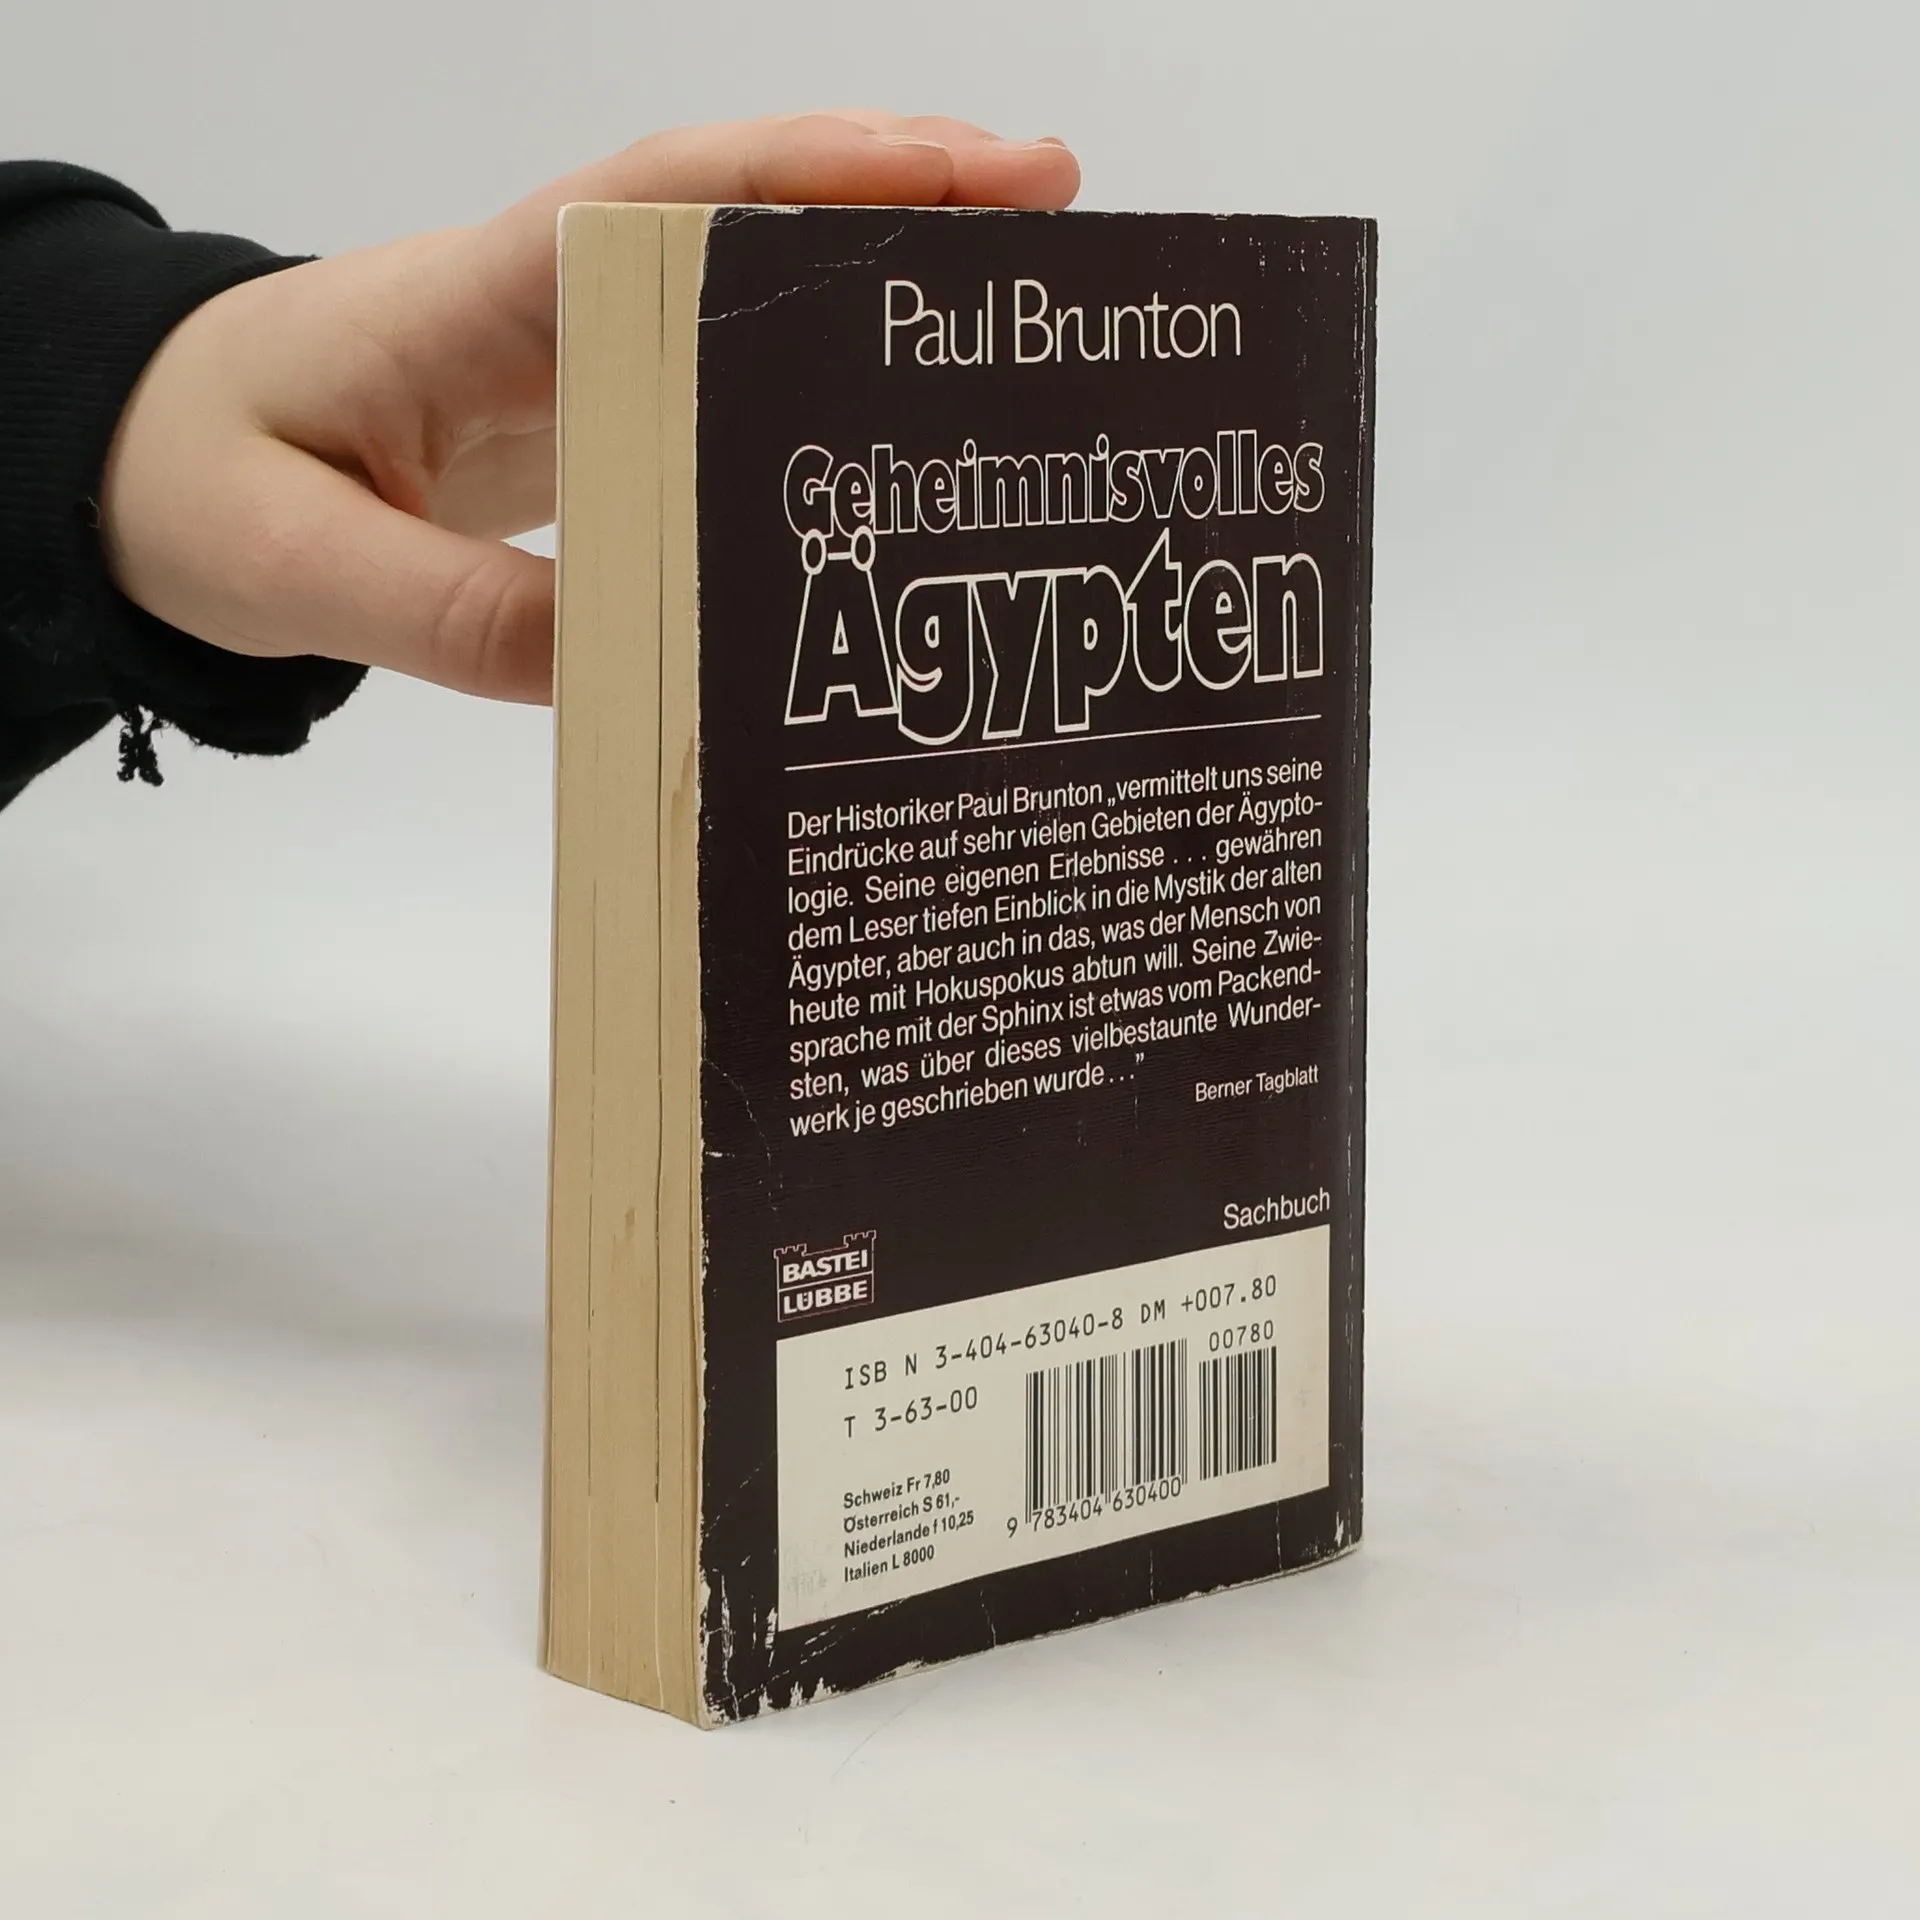 Paul Brunton
Geheimnisvolles
Ägypten
Der Historiker Paul Brunton „vermittelt uns seine
Eindrücke auf sehr vielen Gebieten der Ägypto-
logie. Seine eigenen Erlebnisse . . . gewähren
dem Leser tiefen Einblick in die Mystik der alten
Ägypter, aber auch in das, was der Mensch von
heute mit Hokuspokus abtun will. Seine Zwie-
sprache mit der Sphinx ist etwas vom Packend-
sten, was über dieses vielbestaunte Wunder-
werk je geschrieben wurde . . .”
Berner Tagblatt
Sachbuch
BASTEI
LÜBBE
ISB N 3-404-63040-8 DM +007.80
T 3-63-00
00780
Schweiz Fr 7,80
Österreich S 61,-
Niederlande f 10,25
Italien L 8000
9 783404 630400